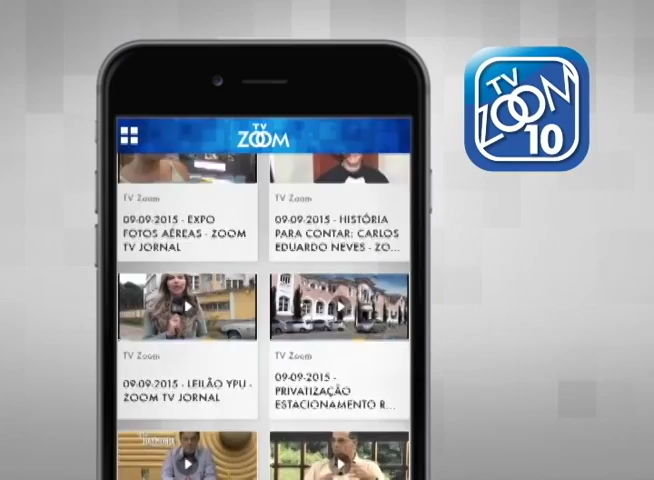 TV
ZOOM
10
TV
ZOOM
TV Zoom
09-09-2015 - EXPO
FOTOS AÉREAS - ZOOM
TV JORNAL
TV Zoom
09-09-2015 - HISTÓRIA
PARA CONTAR: CARLOS
EDUARDO NEVES - ZO...
TV Zoom
09-09-2015 - LEILÃO YPU -
ZOOM TV JORNAL
TV Zoom
09-09-2015 -
PRIVATIZAÇÃO
ESTACIONAMENTO R...